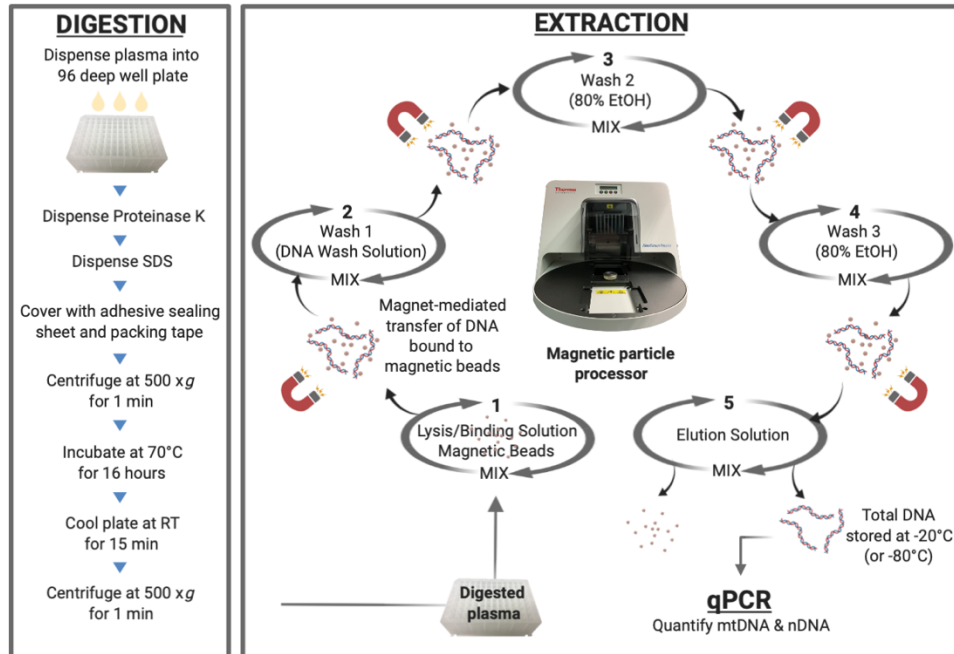 DIGESTION
Dispense plasma into
96 deep well plate
Dispense Proteinase K
Dispense SDS
Cover with adhesive sealing
sheet and packing tape
Centrifuge at 500 xg
for 1 min
Incubate at 70°C
for 16 hours
Cool plate at RT
for 15 min
Centrifuge at 500 xg
for 1 min
EXTRACTION
1
Lysis/Binding Solution
Magnetic Beads
MIX
Magnet-mediated
transfer of DNA
bound to
magnetic beads
2
Wash 1
(DNA Wash Solution)
MIX
3
Wash 2
(80% EtOH)
MIX
4
Wash 3
(80% EtOH)
MIX
5
Elution Solution
MIX
Thermo
Magnetic particle
processor
Digested
plasma
Total DNA
stored at -20°C
(or -80°C)
qPCR
Quantify mtDNA & nDNA